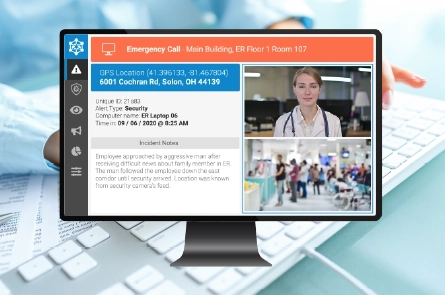 Emergency Call - Main Building, ER Floor 1 Room 107
GPS Location (41.396133, -81.467804)
6001 Cochran Rd, Solon, OH 44139
Unique ID: 21683
Alert Type: Security
Computer name: ER Laptop 06
Time in: 09 / 06 / 2020 @ 8:25 AM
Incident Notes
Employee approached by aggressive man after
receiving difficult news about family member in ER.
The man followed the employee down the east
corridor until security arrived. Location was known
from security camera's feed.